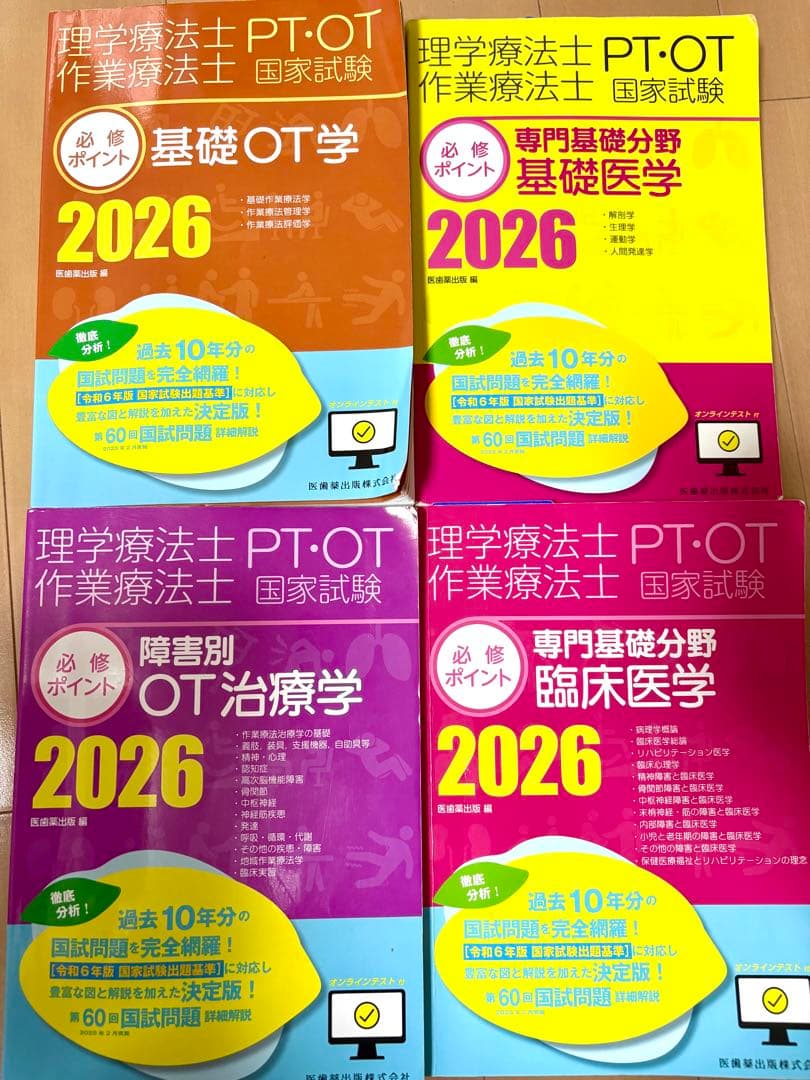 理学療法士 PT・OT
作業療法士 国家試験
必修
ポイント
基礎OT学
2026
・基礎作業療法学
・作業療法管理学
・作業療法評価学
医歯薬出版 編
徹底
分析！
過去10年分の
国試問題を完全網羅！
【令和6年版 国家試験出題基準】に対応し
豊富な図と解説を加えた決定版！
第60回国試問題 詳細解説
2025年2月実施
オンラインテスト付
医歯薬出版株式会社
理学療法士 PT・OT
作業療法士 国家試験
必修
ポイント
専門基礎分野
基礎医学
2026
・解剖学
・生理学
・運動学
・人間発達学
医歯薬出版 編
徹底
分析！
過去10年分の
国試問題を完全網羅！
【令和6年版 国家試験出題基準】に対応し
豊富な図と解説を加えた決定版！
第60回国試問題 詳細解説
2025年2月実施
オンラインテスト付
医歯薬出版株式会社
理学療法士 PT・OT
作業療法士 国家試験
必修
ポイント
障害別
OT治療学
2026
・作業療法治療学の基礎
・義肢，装具，支援機器，自助具等
・精神・心理
・認知症
・高次脳機能障害
・骨関節
・中枢神経
・神経筋疾患
・発達
・呼吸・循環・代謝
・その他の疾患・障害
・地域作業療法学
・臨床実習
医歯薬出版 編
徹底
分析！
過去10年分の
国試問題を完全網羅！
【令和6年版 国家試験出題基準】に対応し
豊富な図と解説を加えた決定版！
第60回国試問題 詳細解説
2025年2月実施
オンラインテスト付
医歯薬出版株式会社
理学療法士 PT・OT
作業療法士 国家試験
必修
ポイント
専門基礎分野
臨床医学
2026
・病理学概論
・臨床医学総論
・リハビリテーション医学
・臨床心理学
・精神障害と臨床医学
・骨関節障害と臨床医学
・中枢神経障害と臨床医学
・末梢神経・筋の障害と臨床医学
・内部障害と臨床医学
・小児と老年期の障害と臨床医学
・その他の障害と臨床医学
・保健医療福祉とリハビリテーションの理念
医歯薬出版 編
徹底
分析！
過去10年分の
国試問題を完全網羅！
【令和6年版 国家試験出題基準】に対応し
豊富な図と解説を加えた決定版！
第60回国試問題 詳細解説
2025年2月実施
オンラインテスト付
医歯薬出版株式会社